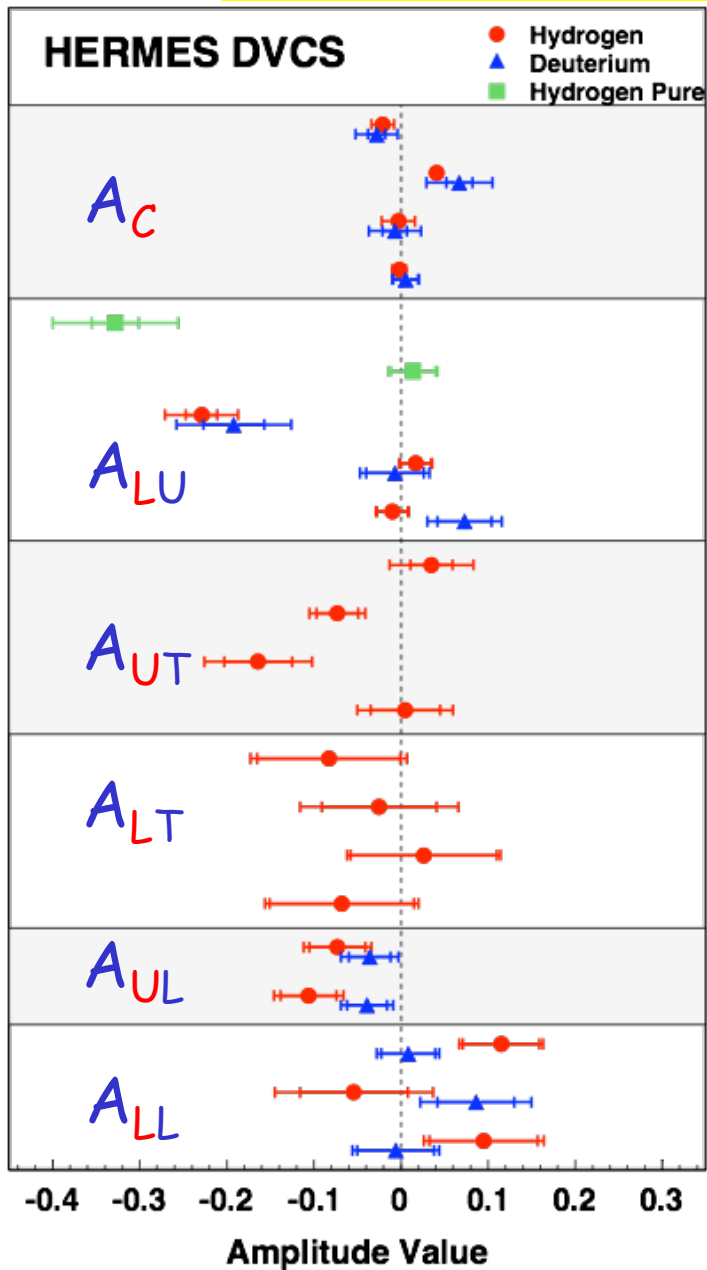 HERMES DVCS
Hydrogen
Deuterium
Hydrogen Pure
AC
ALU
AUT
ALT
AUL
ALL
-0.4 -0.3 -0.2 -0.1 0 0.1 0.2 0.3
Amplitude Value